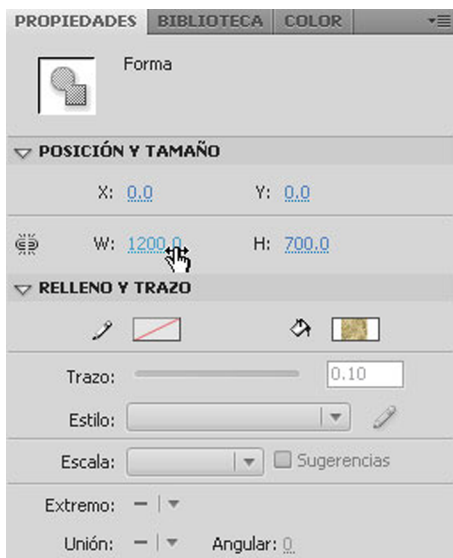 PROPIEDADES BIBLIOTECA COLOR
Forma
POSICIÓN Y TAMAÑO
X: 0.0 Y: 0.0
W: 1200.0 H: 700.0
RELLENO Y TRAZO
Trazo: 0.10
Estilo:
Escala: Sugerencias
Extremo:
Unión: Angular: 0